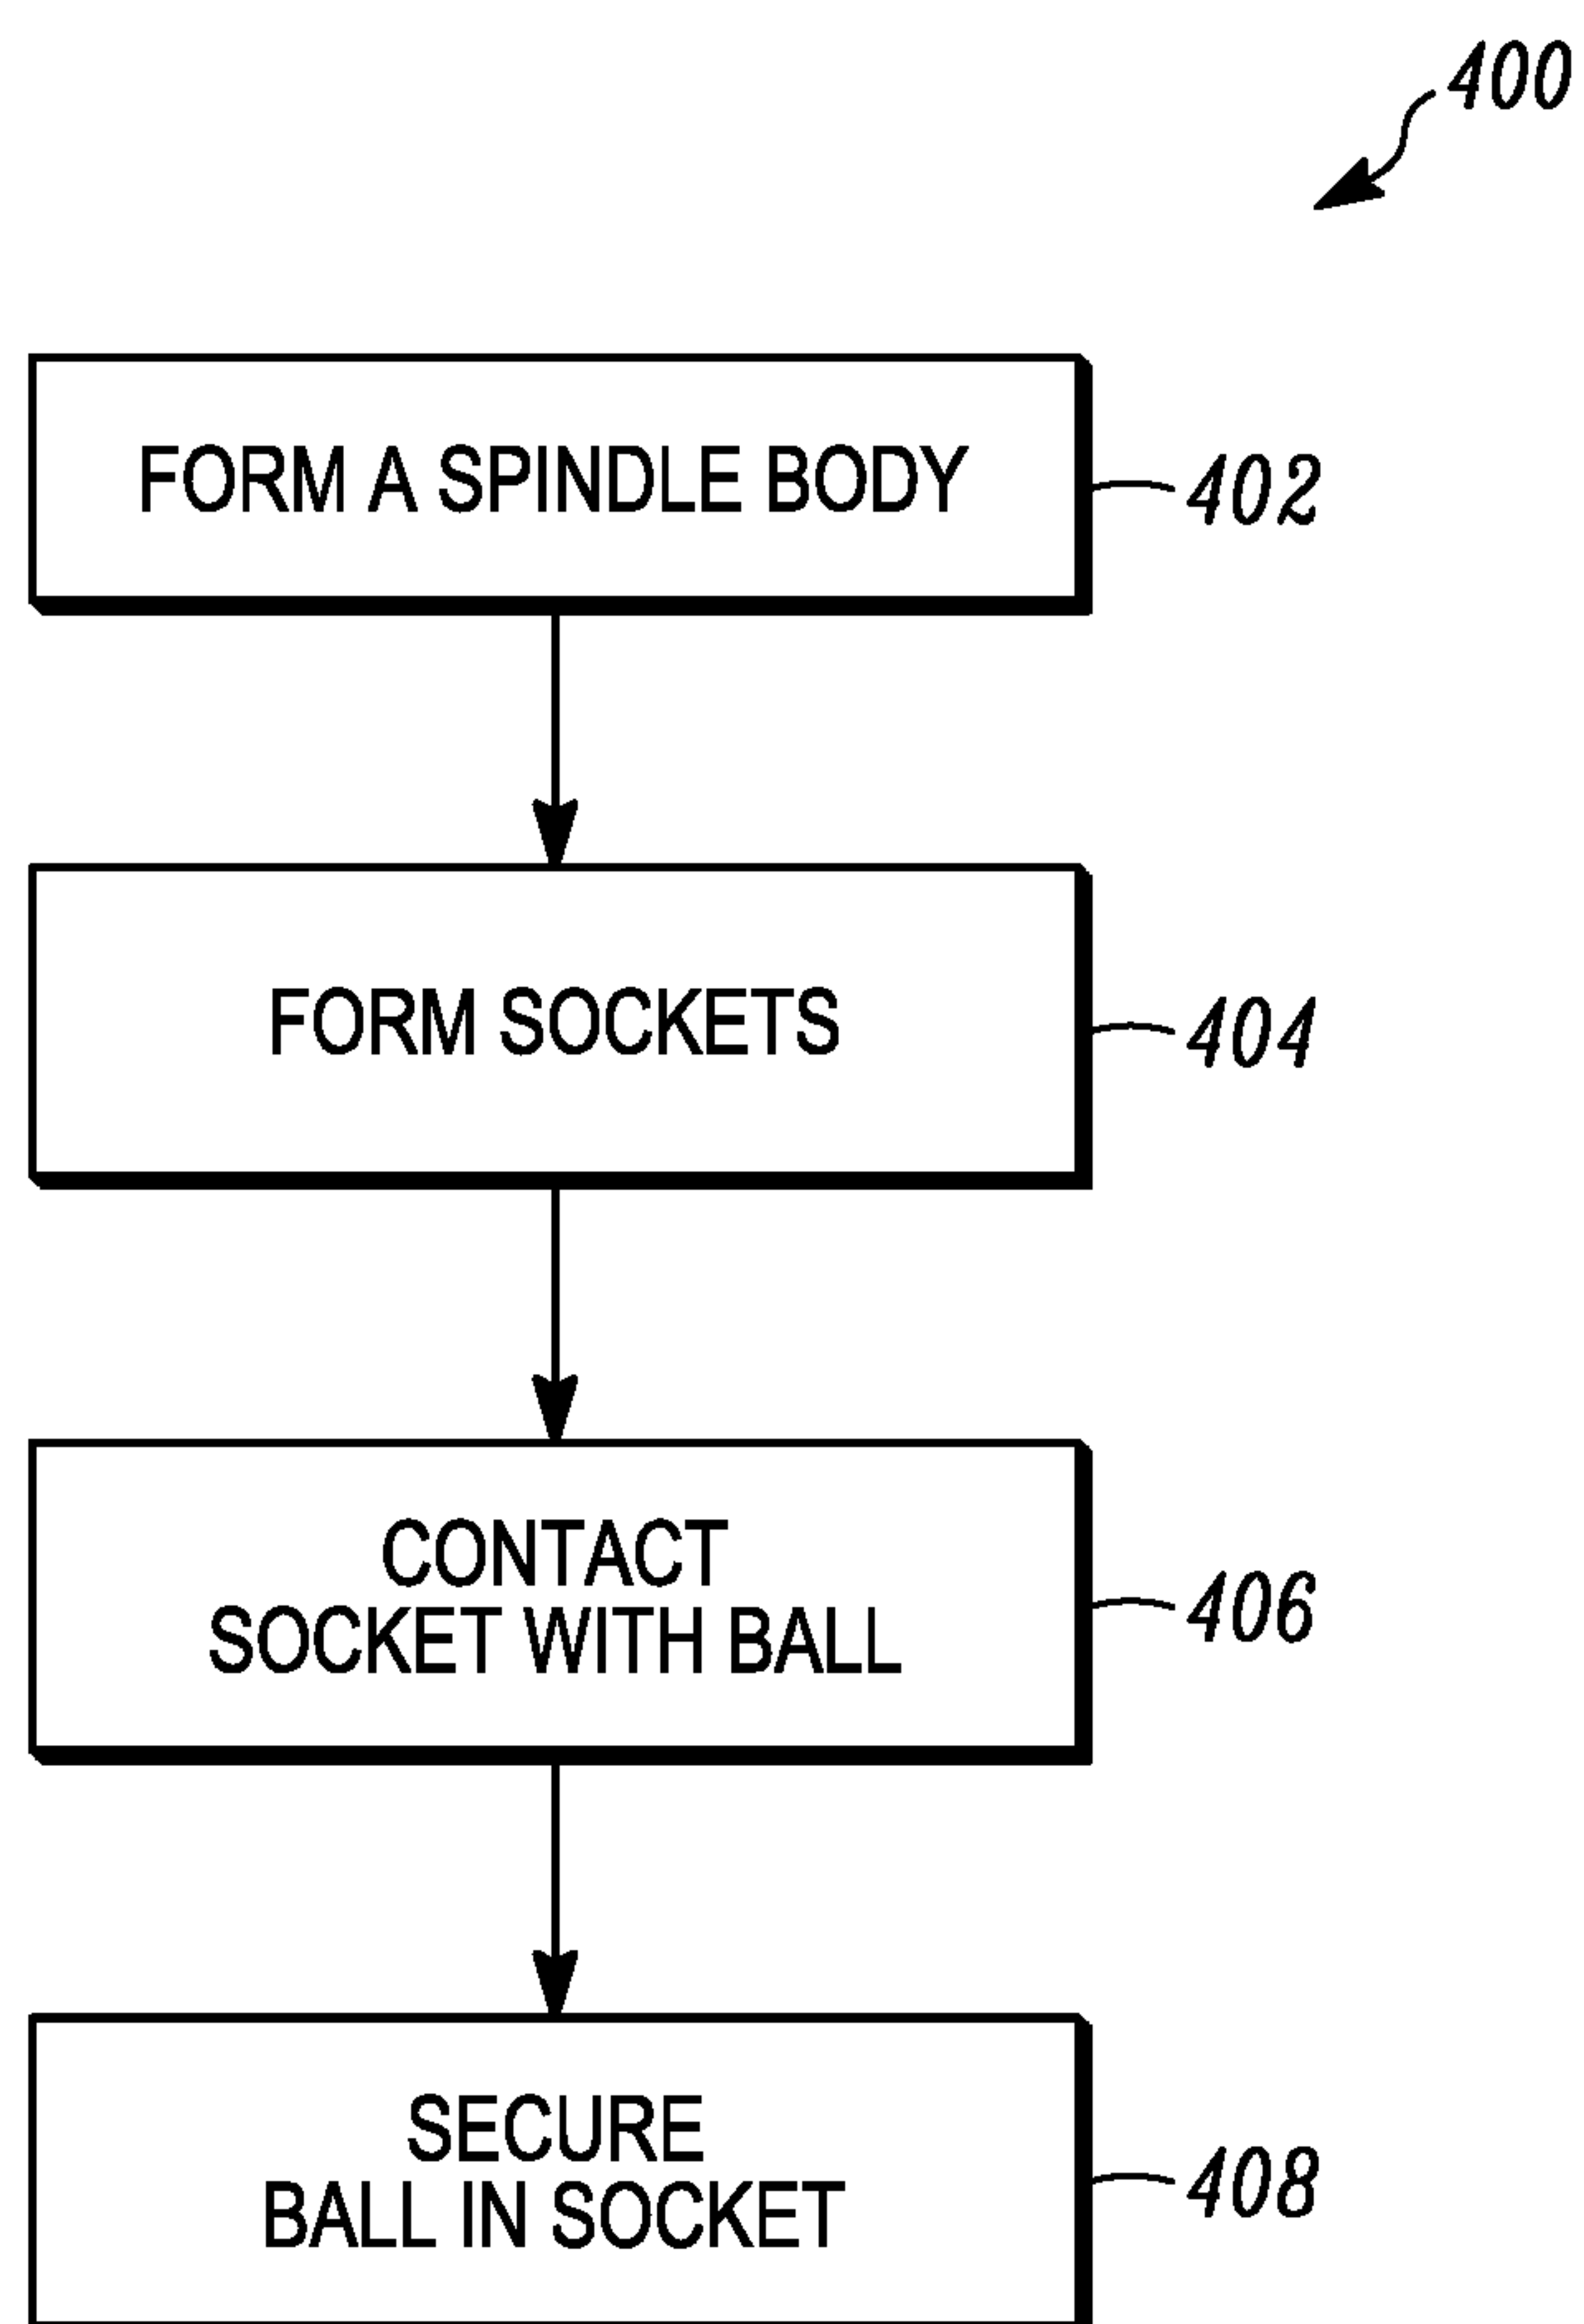 400
FORM A SPINDLE BODY
402
FORM SOCKETS
404
CONTACT
SOCKET WITH BALL
406
SECURE
BALL IN SOCKET
408